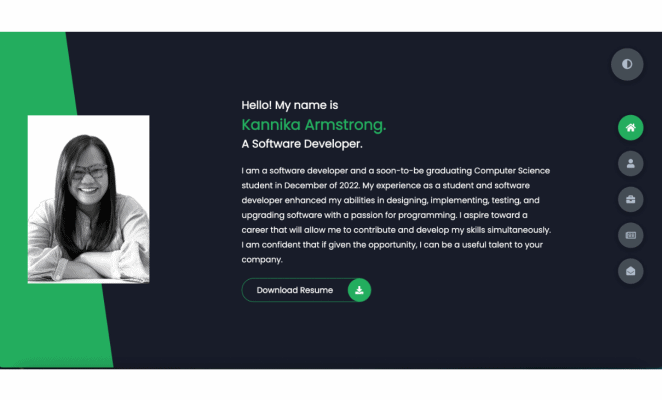 Hello! My name is
Kannika Armstrong.
A Software Developer.
I am a software developer and a soon-to-be graduating Computer Science
student in December of 2022. My experience as a student and software
developer enhanced my abilities in designing, implementing, testing, and
upgrading software with a passion for programming. I aspire toward a
career that will allow me to contribute and develop my skills simultaneously.
I am confident that if given the opportunity, I can be a useful talent to your
company.
Download Resume